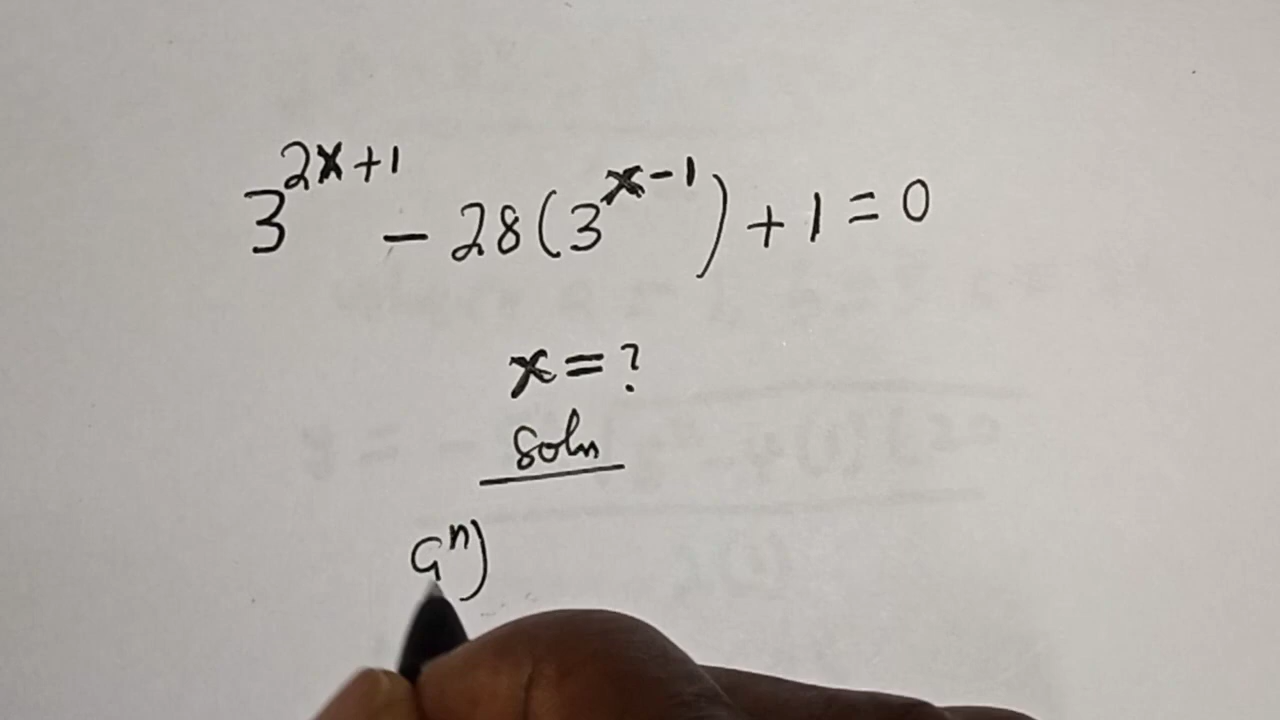 3^{2x+1} - 28(3^{x-1}) + 1 = 0
x = ?
Soln
a^n)